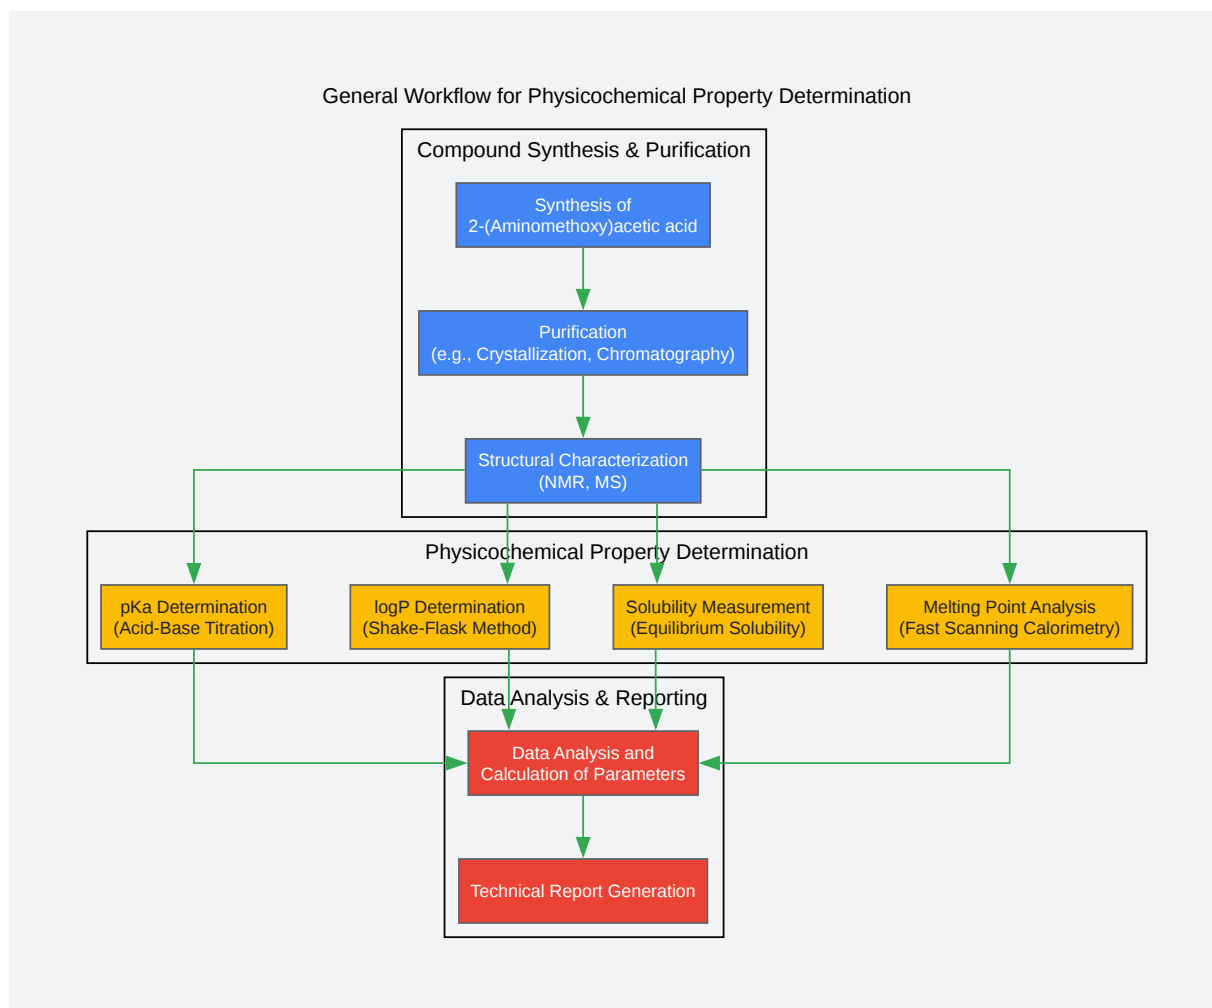 General Workflow for Physicochemical Property Determination
Compound Synthesis & Purification
Synthesis of
2-(Aminomethoxy)acetic acid
Purification
(e.g., Crystallization, Chromatography)
Structural Characterization
(NMR, MS)
Physicochemical Property Determination
pKa Determination
(Acid-Base Titration)
logP Determination
(Shake-Flask Method)
Solubility Measurement
(Equilibrium Solubility)
Melting Point Analysis
(Fast Scanning Calorimetry)
Data Analysis & Reporting
Data Analysis and
Calculation of Parameters
Technical Report Generation